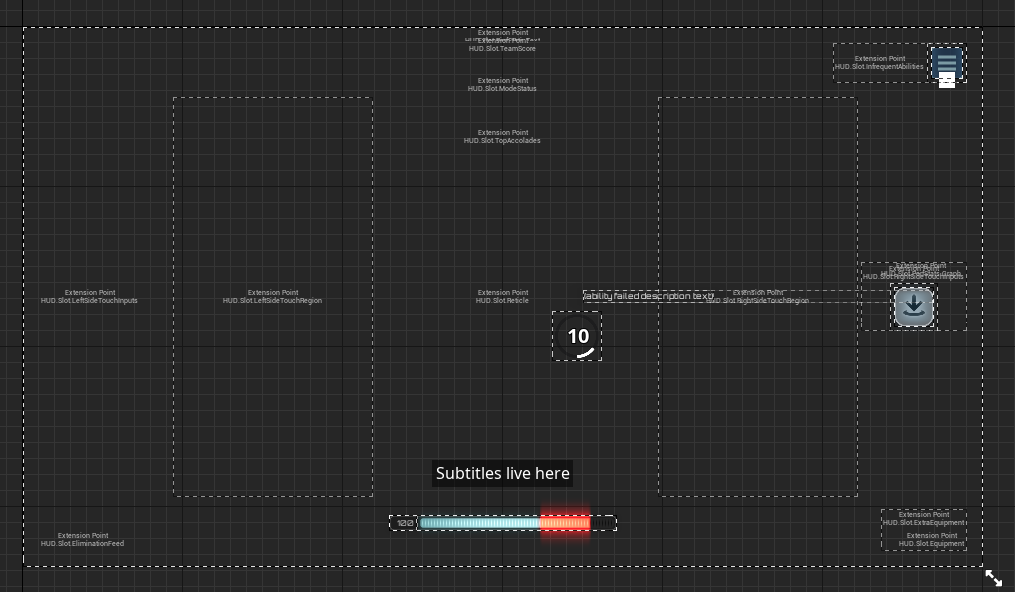 Extension Point
Extension Point
HUD.Slot.TeamScore
Extension Point
HUD.Slot.InfrequentAbilities
Extension Point
HUD.Slot.ModeStatus
Extension Point
HUD.Slot.TopAccolades
Extension Point
HUD.Slot.LeftSideTouchInputs
Extension Point
HUD.Slot.LeftSideTouchRegion
Extension Point
HUD.Slot.Reticle
(ability failed description text)
Extension Point
HUD.Slot.RightSideTouchRegion
Extension Point
HUD.Slot.RightSideTouchInputs
10
Subtitles live here
100
Extension Point
HUD.Slot.EliminationFeed
Extension Point
HUD.Slot.ExtraEquipment
Extension Point
HUD.Slot.Equipment